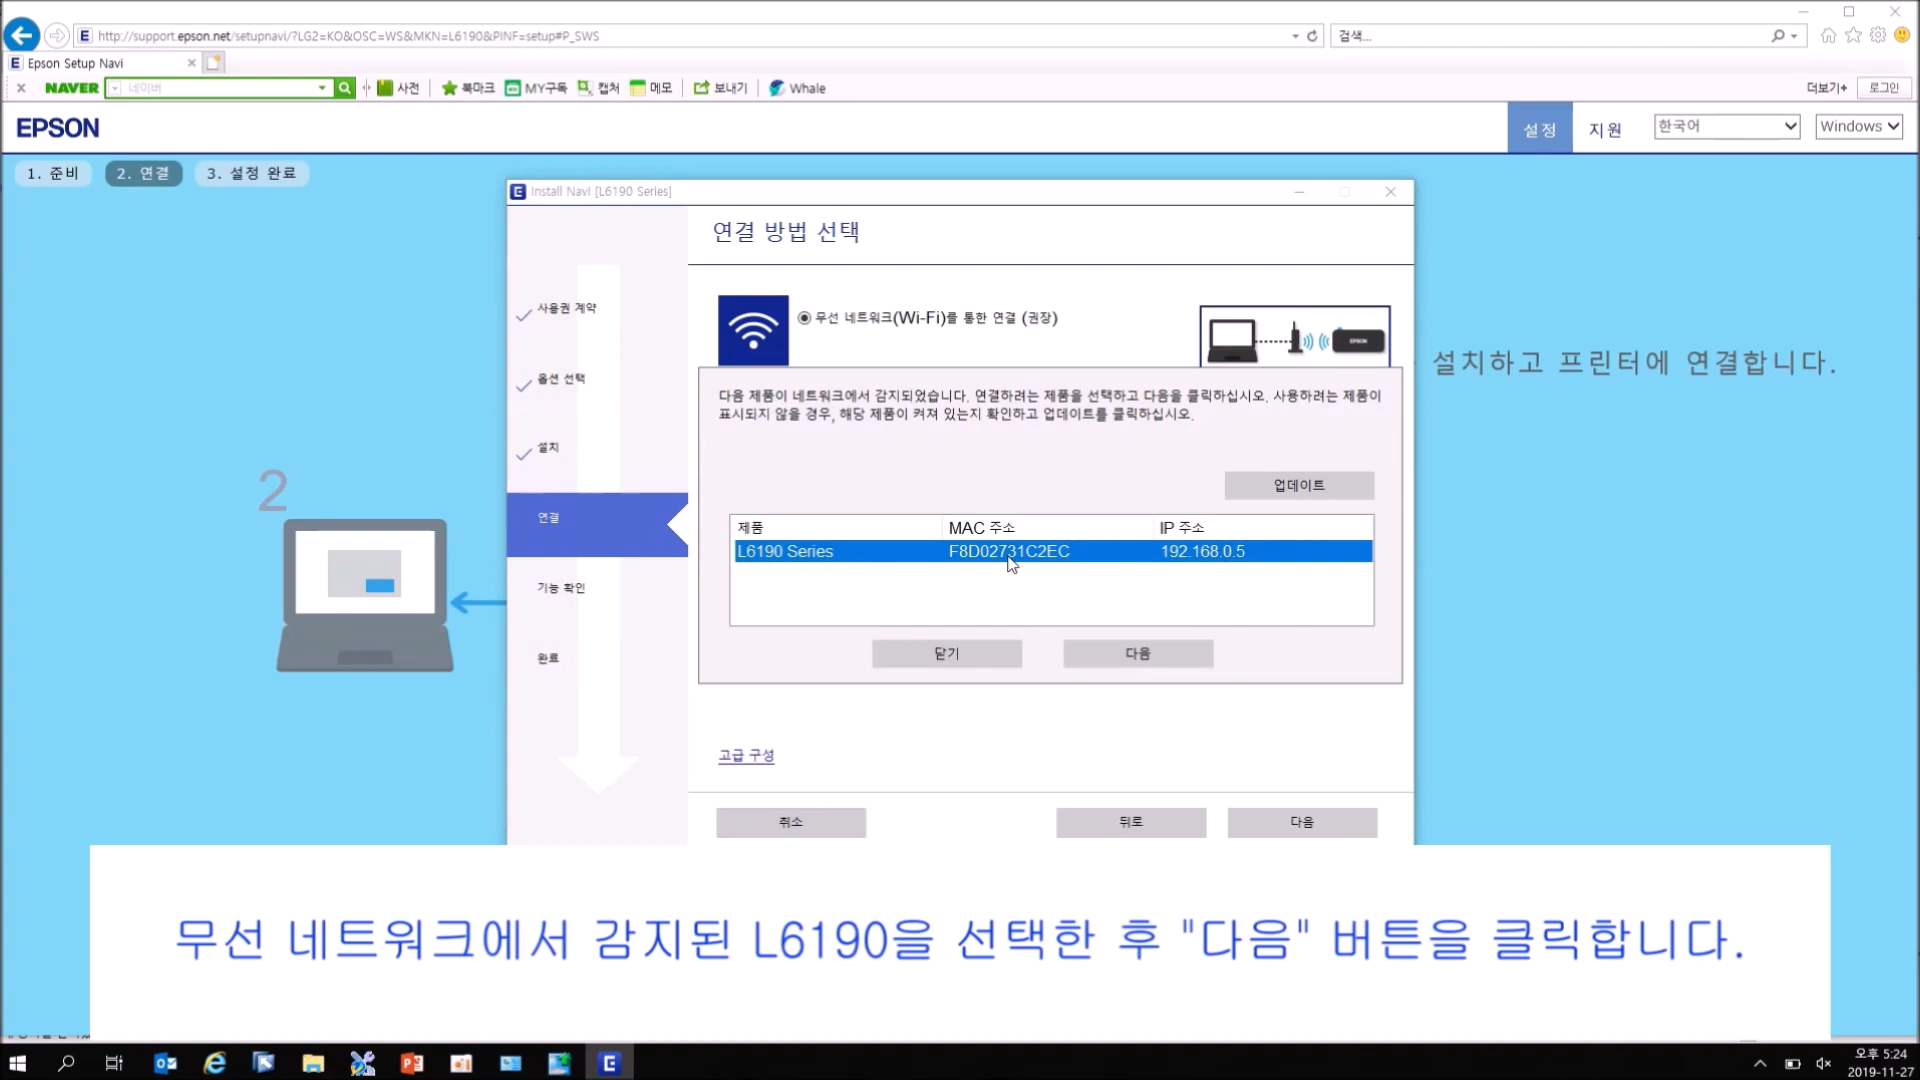 http://support.epson.net/setupnavi/?LG2=KO&OSC=WS&MKN=L6190&PINF=setup#P_SWS
검색...
Epson Setup Navi
NAVER
네이버
사전
북마크
MY구독
캡처
메모
보내기
Whale
더보기+
로그인
EPSON
설정
지원
한국어
Windows
1. 준비
2. 연결
3. 설정 완료
Install Navi [L6190 Series]
연결 방법 선택
사용권 계약
옵션 선택
설치
연결
기능 확인
완료
무선 네트워크(Wi-Fi)를 통한 연결 (권장)
EPSON
설치하고 프린터에 연결합니다.
다음 제품이 네트워크에서 감지되었습니다. 연결하려는 제품을 선택하고 다음을 클릭하십시오. 사용하려는 제품이
표시되지 않을 경우, 해당 제품이 켜져 있는지 확인하고 업데이트를 클릭하십시오.
업데이트
제품 MAC 주소 IP 주소
L6190 Series F8D02731C2EC 192.168.0.5
닫기
다음
2
고급 구성
취소
뒤로
다음
무선 네트워크에서 감지된 L6190을 선택한 후 "다음" 버튼을 클릭합니다.
오후 5:24
2019-11-27